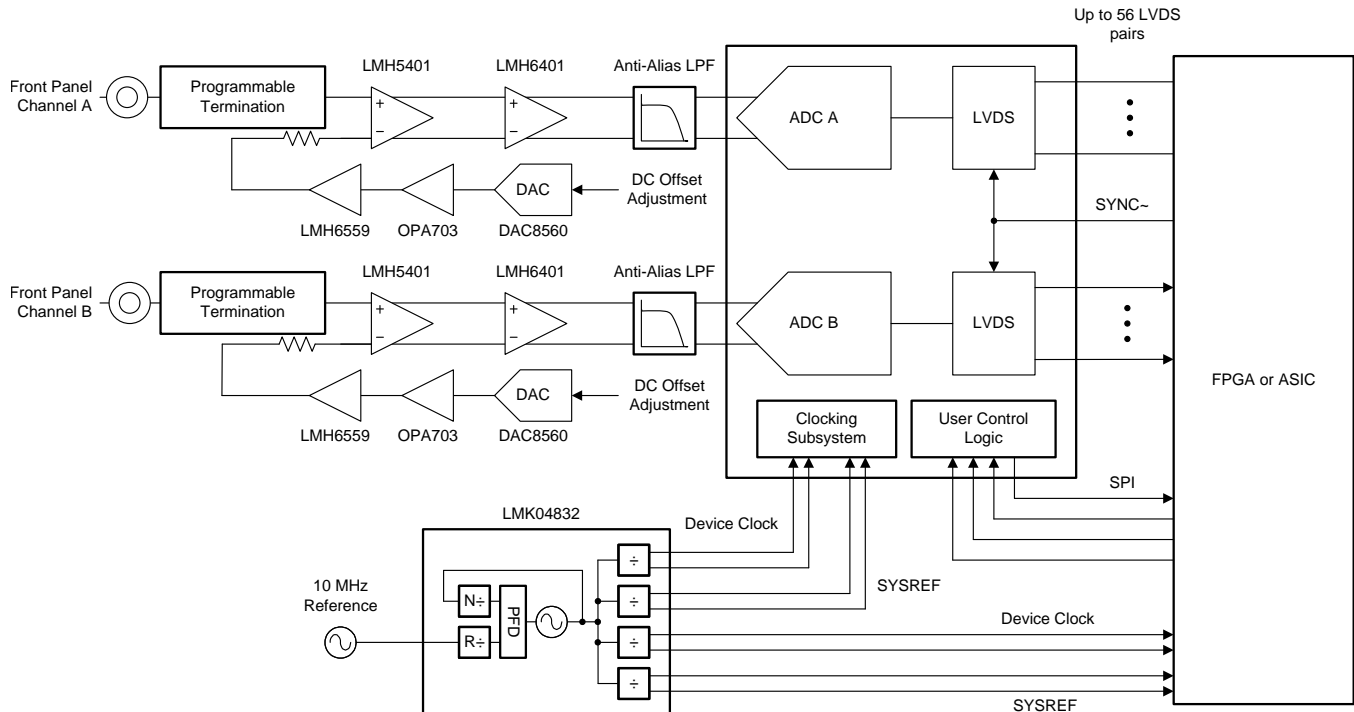 Up to 56 LVDS
pairs
Front Panel
Channel A
Programmable
Termination
LMH5401
+
−
LMH6401
+
−
Anti-Alias LPF
ADC A
LVDS
DAC
DC Offset
Adjustment
LMH6559
OPA703
DAC8560
SYNC~
Front Panel
Channel B
Programmable
Termination
LMH5401
+
−
LMH6401
+
−
Anti-Alias LPF
ADC B
LVDS
FPGA or ASIC
DAC
DC Offset
Adjustment
LMH6559
OPA703
DAC8560
Clocking
Subsystem
User Control
Logic
SPI
LMK04832
Device Clock
÷
10 MHz
Reference
N÷
PFD
R÷
÷
SYSREF
÷
Device Clock
÷
SYSREF